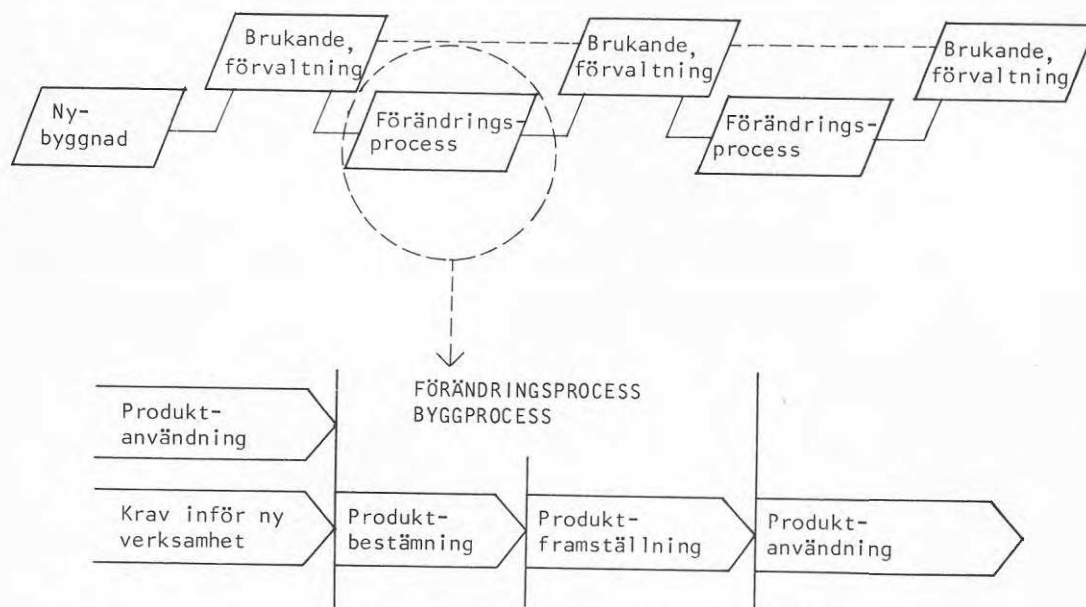 Brukande,
förvaltning
Brukande,
förvaltning
Brukande,
förvaltning
Ny-
byggnad
Förändrings-
process
Förändrings-
process
FÖRÄNDRINGSPROCESS
BYGGPROCESS
Produkt-
användning
Krav inför ny
verksamhet
Produkt-
bestämning
Produkt-
framställning
Produkt-
användning